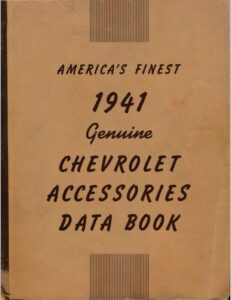 AMERICA'S FINEST
1941
Genuine
CHEVROLET
ACCESSORIES
DATA BOOK